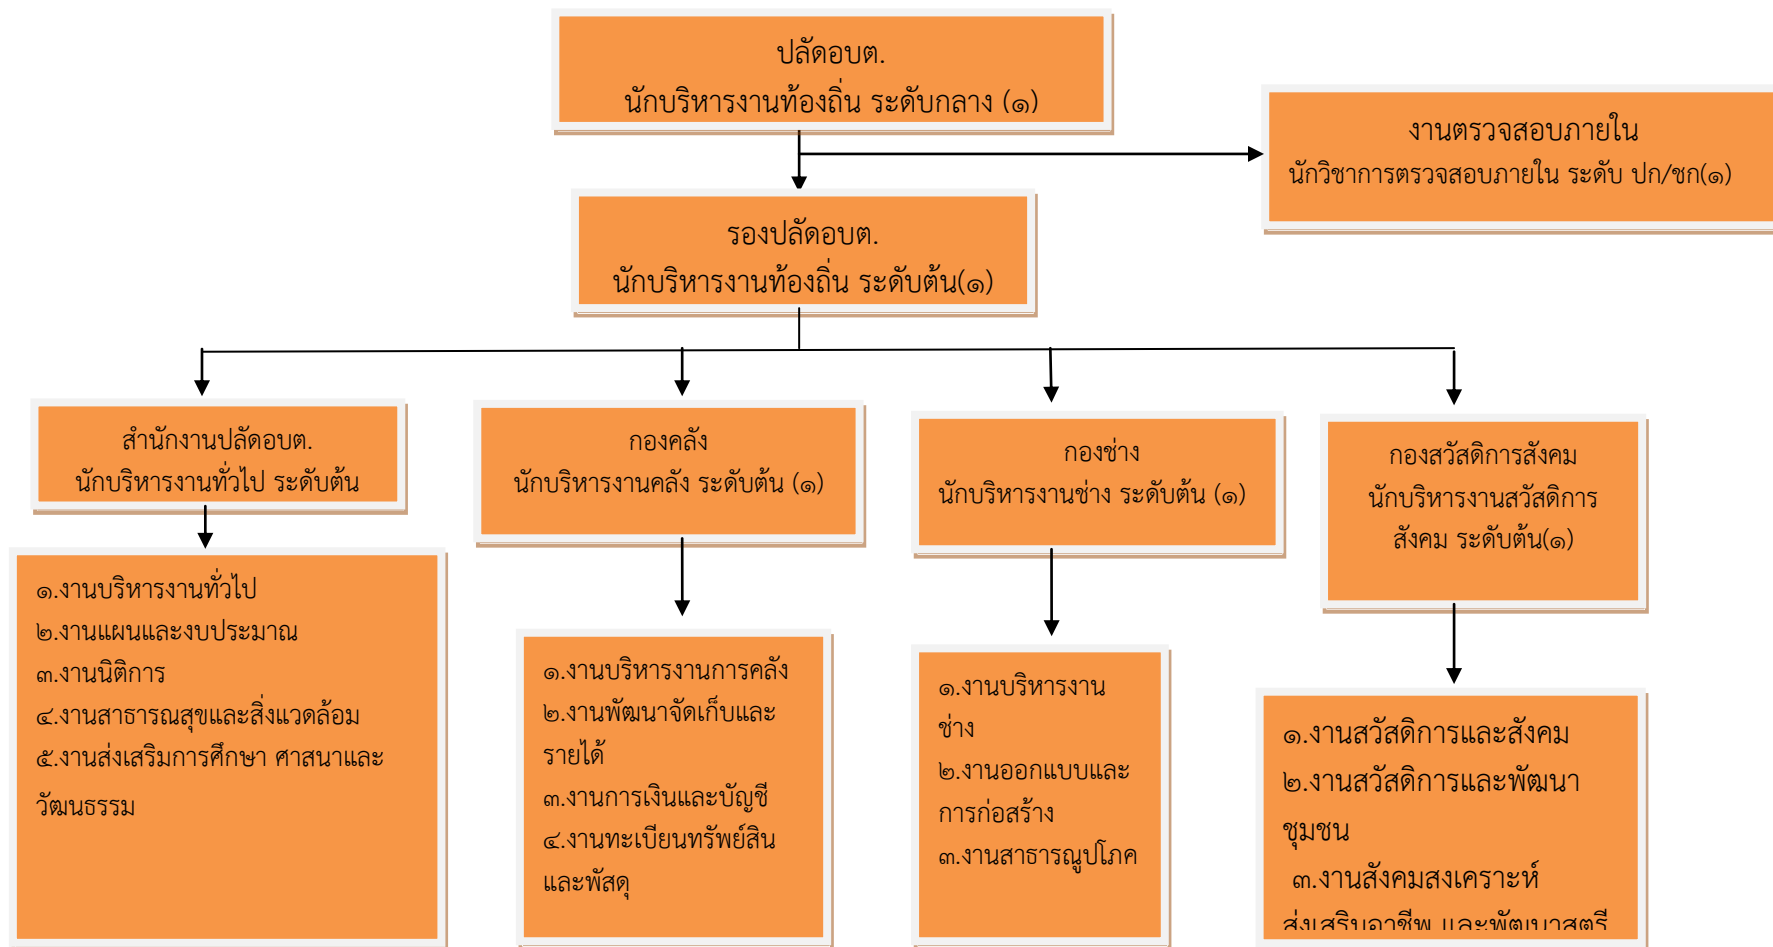 ปลัดอบต.
นักบริหารงานท้องถิ่น ระดับกลาง (๑)
งานตรวจสอบภายใน
นักวิชาการตรวจสอบภายใน ระดับ ปก/ชก(๑)
รองปลัดอบต.
นักบริหารงานท้องถิ่น ระดับต้น(๑)
สำนักงานปลัดอบต.
นักบริหารงานทั่วไป ระดับต้น
กองคลัง
นักบริหารงานคลัง ระดับต้น (๑)
กองช่าง
นักบริหารงานช่าง ระดับต้น (๑)
กองสวัสดิการสังคม
นักบริหารงานสวัสดิการ
สังคม ระดับต้น(๑)
๑.งานบริหารงานทั่วไป
๒.งานแผนและงบประมาณ
๓.งานนิติการ
๔.งานสาธารณสุขและสิ่งแวดล้อม
๕.งานส่งเสริมการศึกษา ศาสนาและ
วัฒนธรรม
๑.งานบริหารงานการคลัง
๒.งานพัฒนาจัดเก็บและ
รายได้
๓.งานการเงินและบัญชี
๔.งานทะเบียนทรัพย์สิน
และพัสดุ
๑.งานบริหารงาน
ช่าง
๒.งานออกแบบและ
การก่อสร้าง
๓.งานสาธารณูปโภค
๑.งานสวัสดิการและสังคม
๒.งานสวัสดิการและพัฒนา
ชุมชน
๓.งานสังคมสงเคราะห์
ส่งเสริมอาชีพ และพัฒนาสตรี